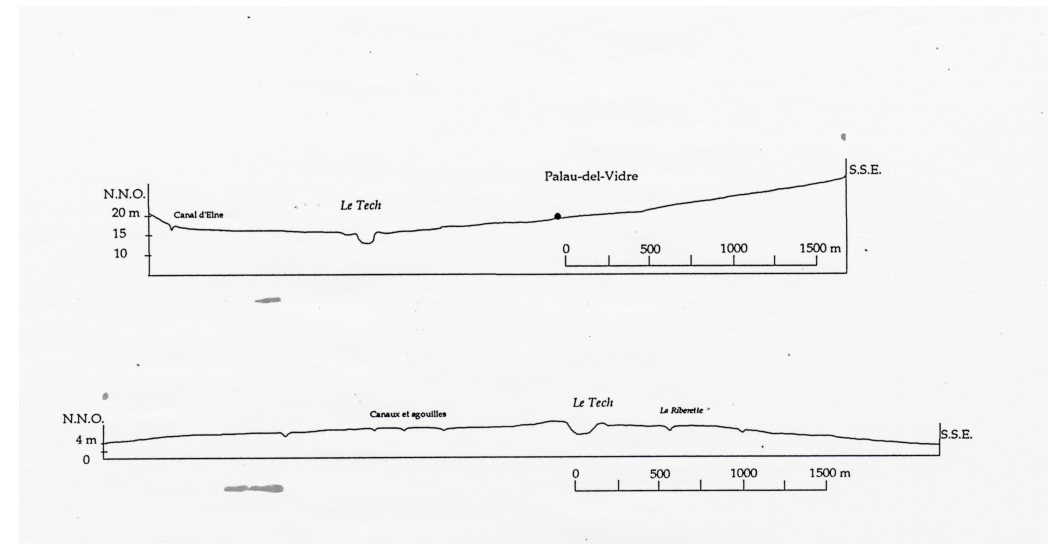 Palau-del-Vidre
S.S.E.
N.N.O.
Le Tech
20 m
Canal d'Elne
15
10
0 500 1000 1500 m
Le Tech
N.N.O.
Canaux et agouilles
La Riberette
4 m
S.S.E.
0
0 500 1000 1500 m